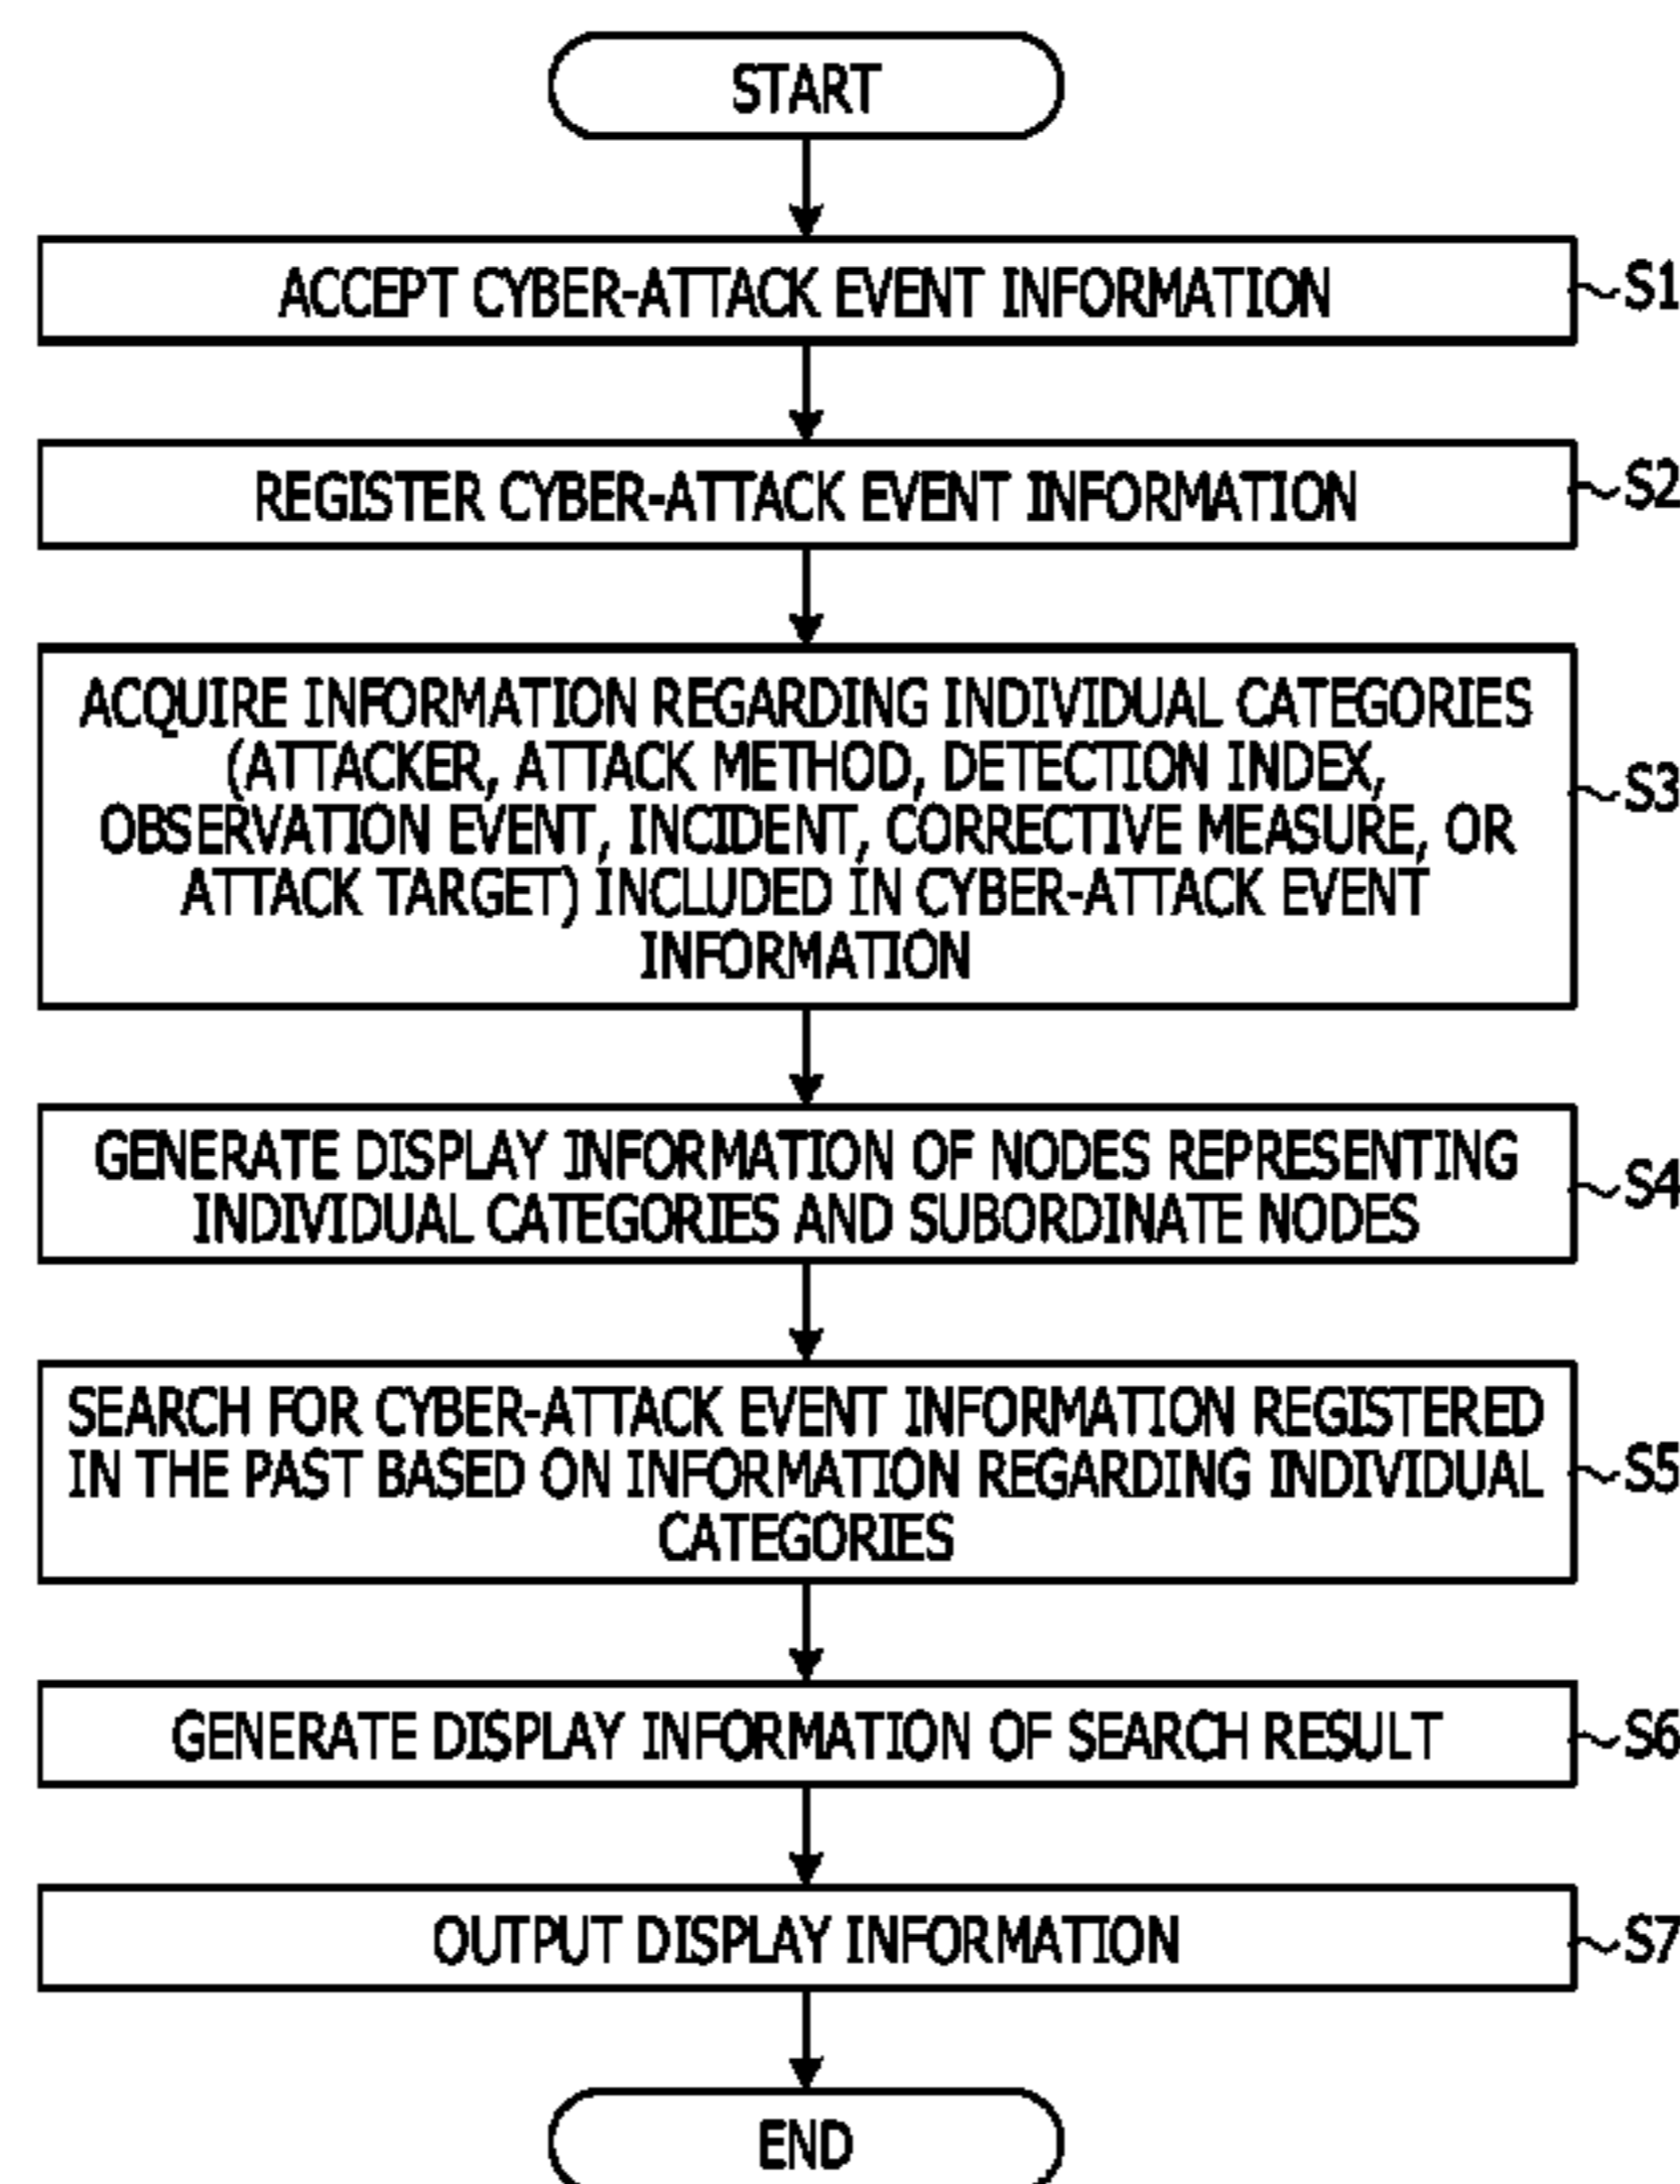 START
ACCEPT CYBER-ATTACK EVENT INFORMATION
S1
REGISTER CYBER-ATTACK EVENT INFORMATION
S2
ACQUIRE INFORMATION REGARDING INDIVIDUAL CATEGORIES
(ATTACKER, ATTACK METHOD, DETECTION INDEX,
OBSERVATION EVENT, INCIDENT, CORRECTIVE MEASURE, OR
ATTACK TARGET) INCLUDED IN CYBER-ATTACK EVENT
INFORMATION
S3
GENERATE DISPLAY INFORMATION OF NODES REPRESENTING
INDIVIDUAL CATEGORIES AND SUBORDINATE NODES
S4
SEARCH FOR CYBER-ATTACK EVENT INFORMATION REGISTERED
IN THE PAST BASED ON INFORMATION REGARDING INDIVIDUAL
CATEGORIES
S5
GENERATE DISPLAY INFORMATION OF SEARCH RESULT
S6
OUTPUT DISPLAY INFORMATION
S7
END